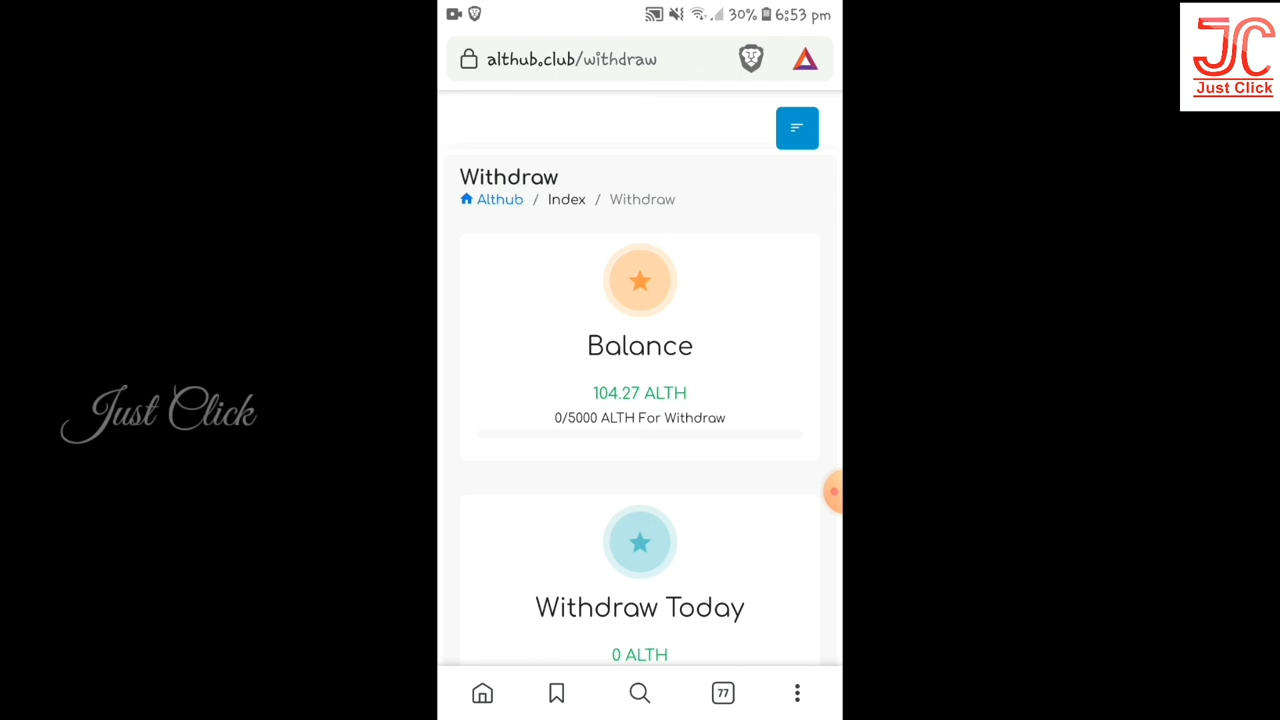 30% 6:53 pm
althub.club/withdraw
JC
Just Click
Withdraw
Althub / Index / Withdraw
Balance
104.27 ALTH
0/5000 ALTH For Withdraw
Just Click
Withdraw Today
0 ALTH
77